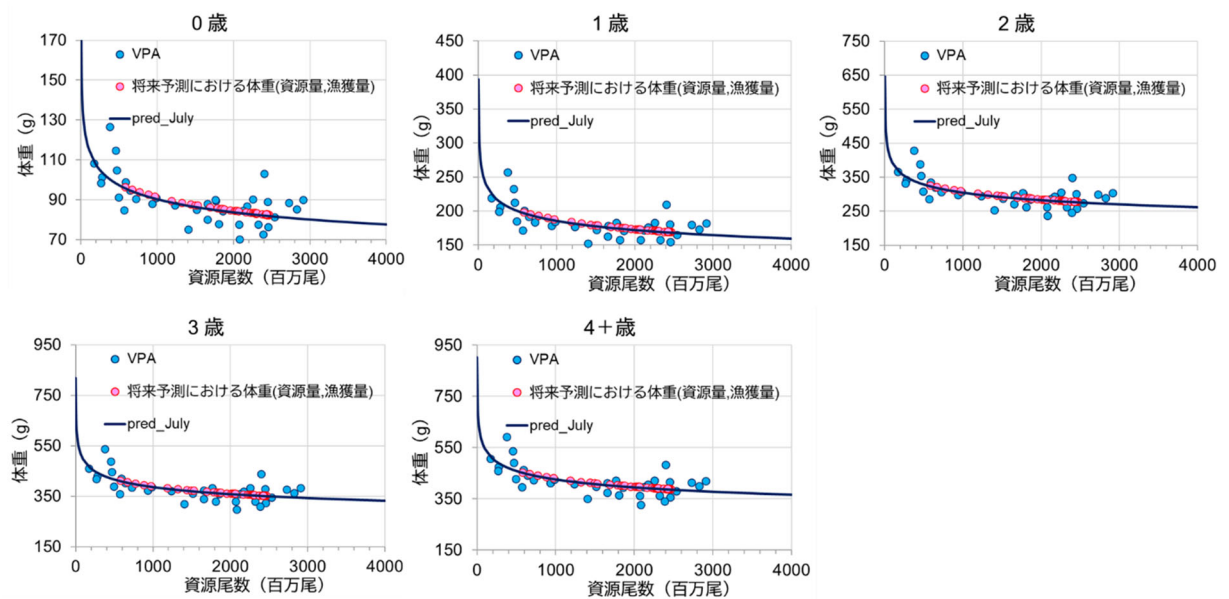 0 歳
170
150
130
110
90
70
体重（g）
VPA
将来予測における体重(資源量,漁獲量)
pred_July
0 1000 2000 3000 4000
資源尾数（百万尾）
1 歳
450
400
350
300
250
200
150
体重（g）
VPA
将来予測における体重(資源量,漁獲量)
pred_July
0 1000 2000 3000 4000
資源尾数（百万尾）
2 歳
750
650
550
450
350
250
150
体重（g）
VPA
将来予測における体重(資源量,漁獲量)
pred_July
0 1000 2000 3000 4000
資源尾数（百万尾）
3 歳
950
750
550
350
150
体重（g）
VPA
将来予測における体重(資源量,漁獲量)
pred_July
0 1000 2000 3000 4000
資源尾数（百万尾）
4＋歳
950
750
550
350
150
体重（g）
VPA
将来予測における体重(資源量,漁獲量)
pred_July
0 1000 2000 3000 4000
資源尾数（百万尾）